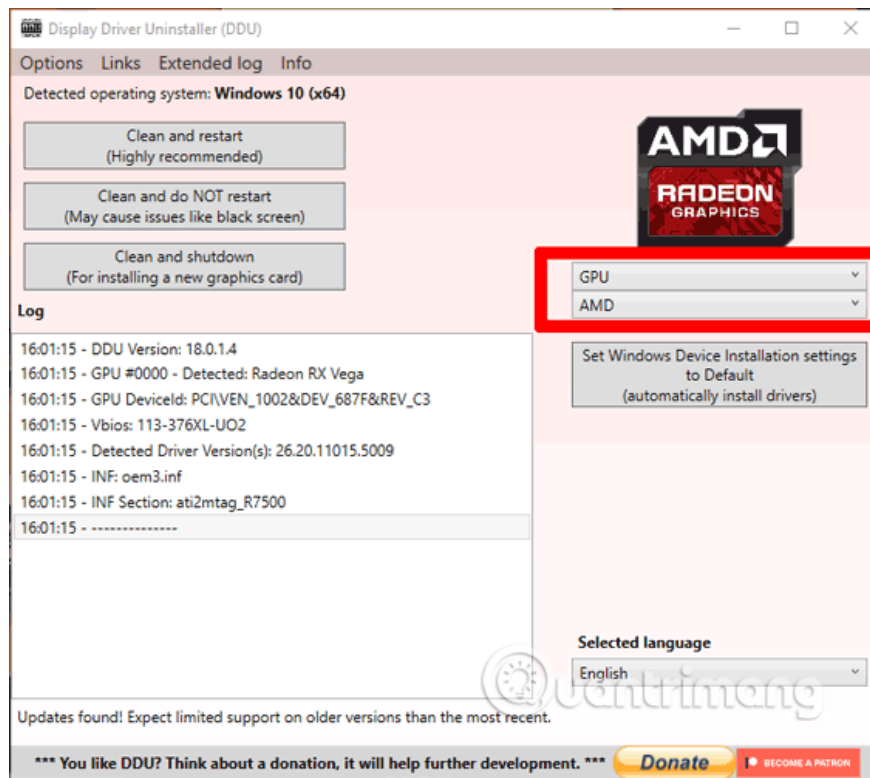 Display Driver Uninstaller (DDU)
Options Links Extended log Info
Detected operating system: Windows 10 (x64)
Clean and restart
(Highly recommended)
Clean and do NOT restart
(May cause issues like black screen)
Clean and shutdown
(For installing a new graphics card)
AMD
RADEON
GRAPHICS
GPU
AMD
Set Windows Device Installation settings
to Default
(automatically install drivers)
Log
16:01:15 - DDU Version: 18.0.1.4
16:01:15 - GPU #0000 - Detected: Radeon RX Vega
16:01:15 - GPU DeviceId: PCI\VEN_1002&DEV_687F&REV_C3
16:01:15 - Vbios: 113-376XL-UO2
16:01:15 - Detected Driver Version(s): 26.20.11015.5009
16:01:15 - INF: oem3.inf
16:01:15 - INF Section: ati2mtag_R7500
16:01:15 - --------------
Selected language
English
Quantrimang
Updates found! Expect limited support on older versions than the most recent.
*** You like DDU? Think about a donation, it will help further development. ***
Donate
BECOME A PATRON